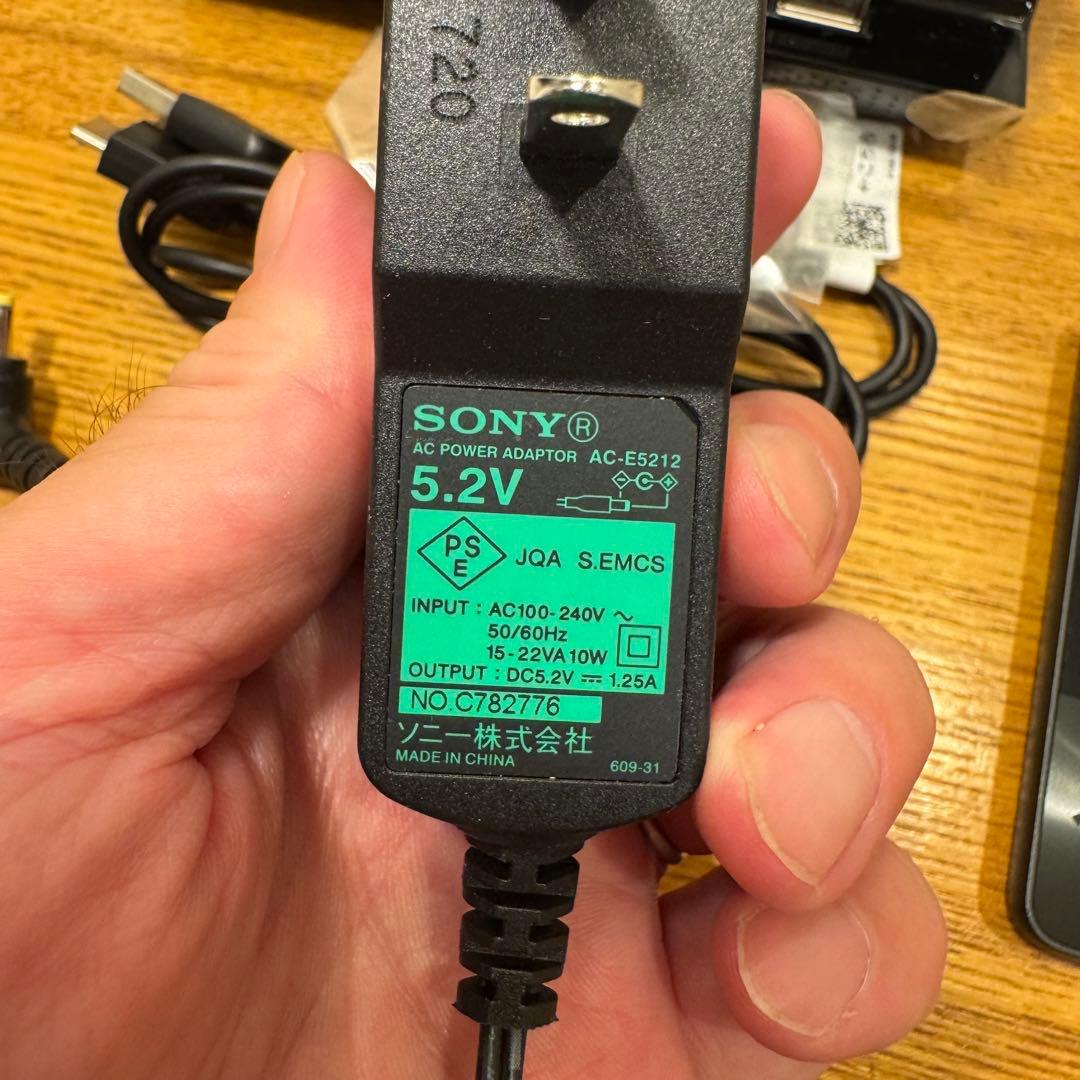 720
SONY®
AC POWER ADAPTOR AC-E5212
5.2V
PSE JQA S.EMCS
INPUT : AC100-240V ~
50/60Hz
15-22VA 10W
OUTPUT : DC5.2V ⎓ 1.25A
NO.C782776
ソニー株式会社
MADE IN CHINA 609-31